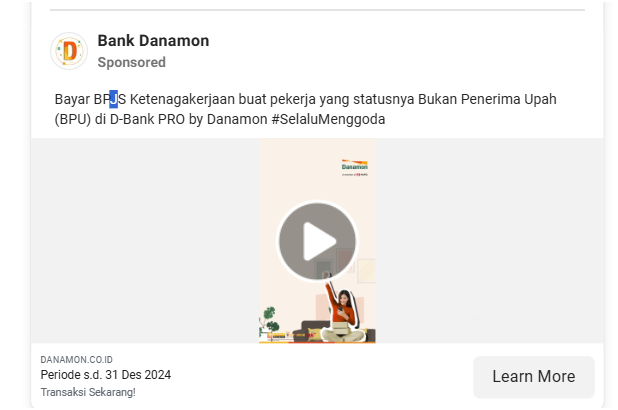 Bank Danamon
Sponsored
Bayar BPJS Ketenagakerjaan buat pekerja yang statusnya Bukan Penerima Upah
(BPU) di D-Bank PRO by Danamon #SelaluMenggoda
Danamon
DANAMON.CO.ID
Periode s.d. 31 Des 2024
Transaksi Sekarang!
Learn More